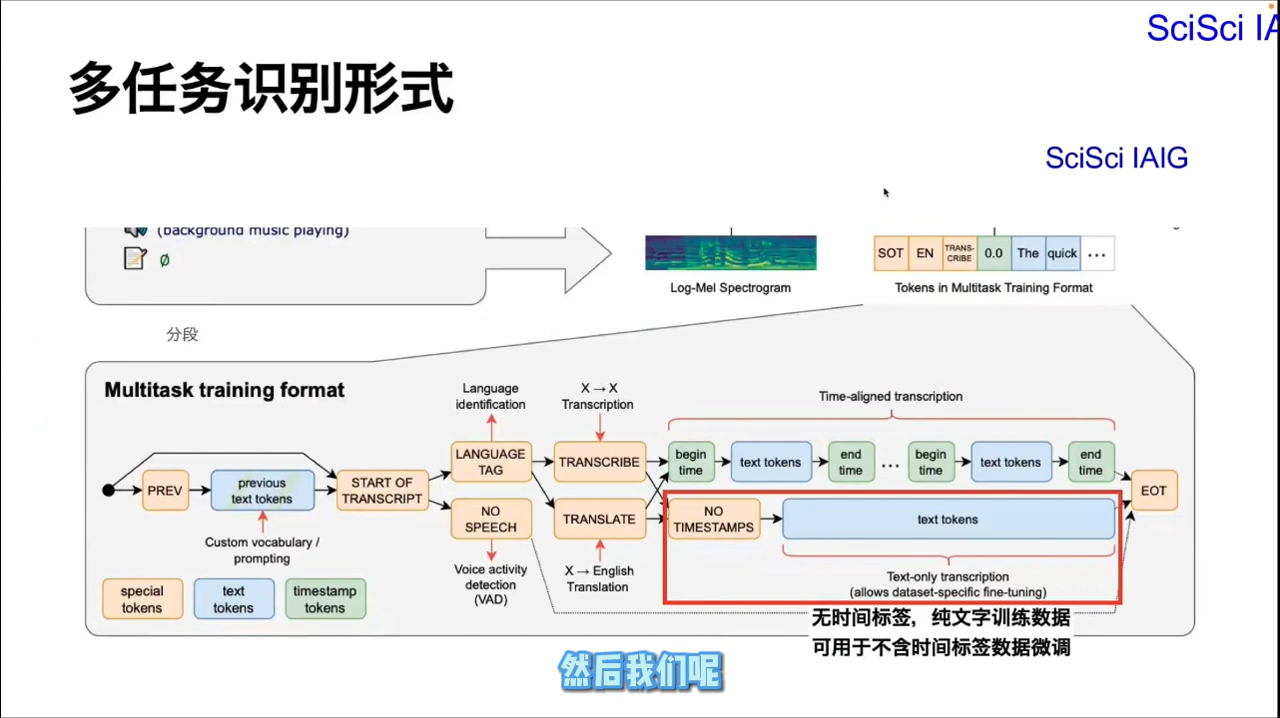 SciSci IA
多任务识别形式
SciSci IAIG
(background music playing)
Ø
SOT EN TRANS-CRIBE 0.0 The quick ...
Log-Mel Spectrogram
Tokens in Multitask Training Format
分段
Multitask training format
Language
identification
X → X
Transcription
Time-aligned transcription
PREV
previous
text tokens
START OF
TRANSCRIPT
LANGUAGE
TAG
TRANSCRIBE
begin
time
text tokens
end
time
...
begin
time
text tokens
end
time
EOT
NO
SPEECH
TRANSLATE
NO
TIMESTAMPS
text tokens
Custom vocabulary /
prompting
Voice activity
detection
(VAD)
X → English
Translation
Text-only transcription
(allows dataset-specific fine-tuning)
special
tokens
text
tokens
timestamp
tokens
无时间标签，纯文字训练数据
可用于不含时间标签数据微调
然后我们呢